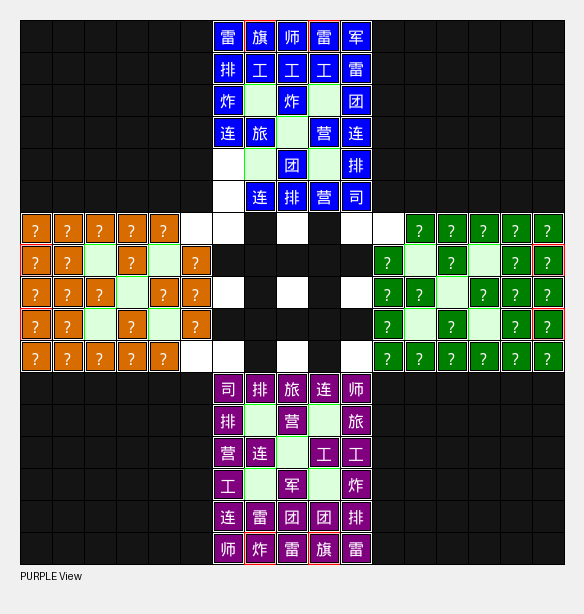 雷 旗 师 雷 军
排 工 工 工 雷
炸 炸 团
连 旅 营 连
团 排
连 排 营 司
? ? ? ? ? ? ? ? ? ?
? ? ? ? ? ? ? ?
? ? ? ? ? ? ? ? ? ?
? ? ? ? ? ? ? ?
? ? ? ? ? ? ? ? ? ? ?
司 排 旅 连 师
排 营 旅
营 连 工 工
工 军 炸
连 雷 团 团 排
师 炸 雷 旗 雷
PURPLE View